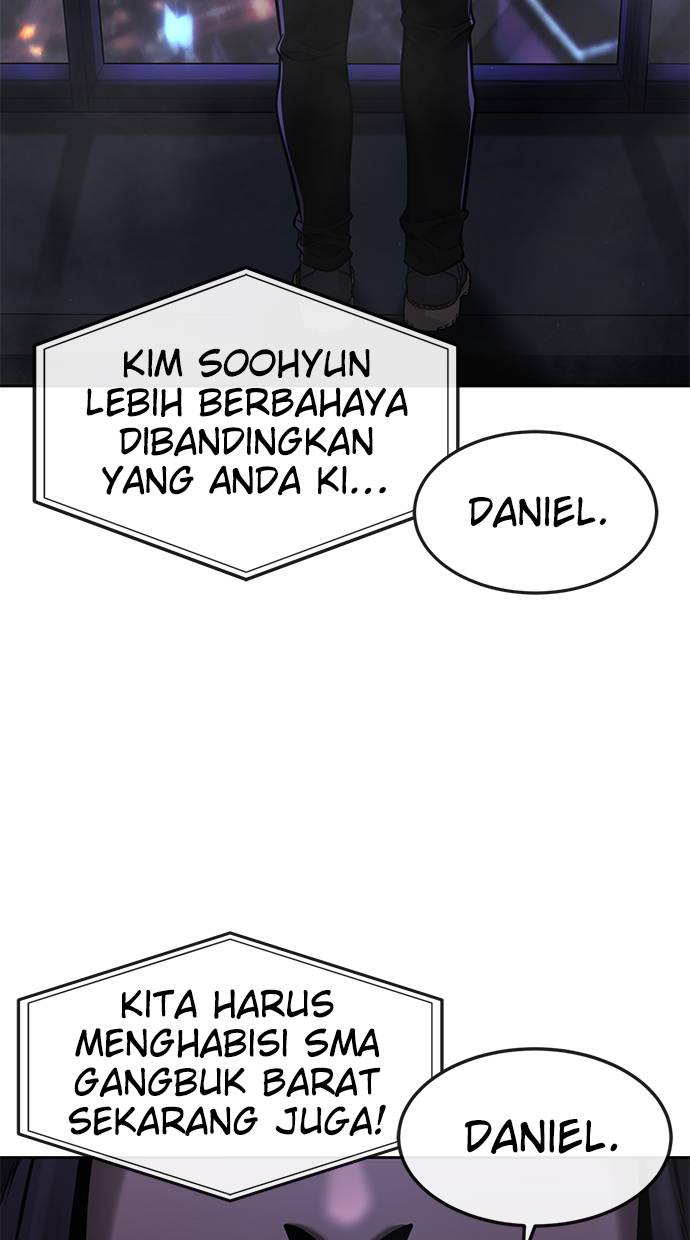 KIM SOOHYUN
LEBIH BERBAHAYA
DIBANDINGKAN
YANG ANDA KI...
DANIEL.
KITA HARUS
MENGHABISI SMA
GANGBUK BARAT
SEKARANG JUGA!
DANIEL.